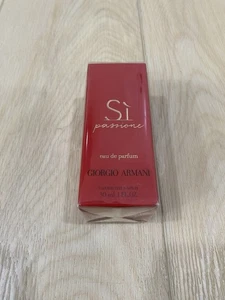 Sì
passione
eau de parfum
GIORGIO ARMANI